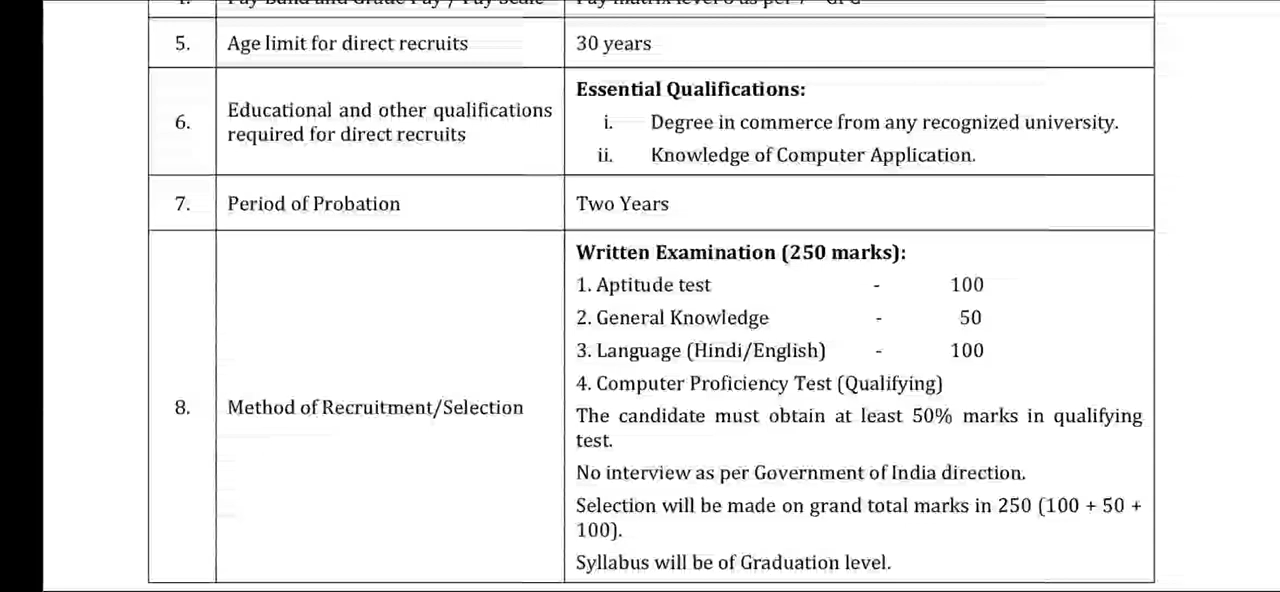 5. Age limit for direct recruits 30 years
Essential Qualifications:
6. Educational and other qualifications
required for direct recruits
i. Degree in commerce from any recognized university.
ii. Knowledge of Computer Application.
7. Period of Probation Two Years
8. Method of Recruitment/Selection
Written Examination (250 marks):
1. Aptitude test - 100
2. General Knowledge - 50
3. Language (Hindi/English) - 100
4. Computer Proficiency Test (Qualifying)
The candidate must obtain at least 50% marks in qualifying
test.
No interview as per Government of India direction.
Selection will be made on grand total marks in 250 (100 + 50 +
100).
Syllabus will be of Graduation level.